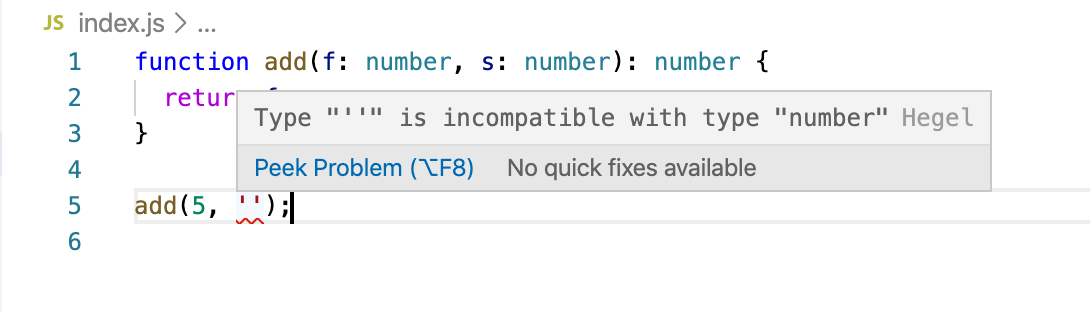 JS index.js > ...
1 function add(f: number, s: number): number {
2 retur
Type "''" is incompatible with type "number" Hegel
3 }
Peek Problem (⌥F8) No quick fixes available
4
5 add(5, '');
6